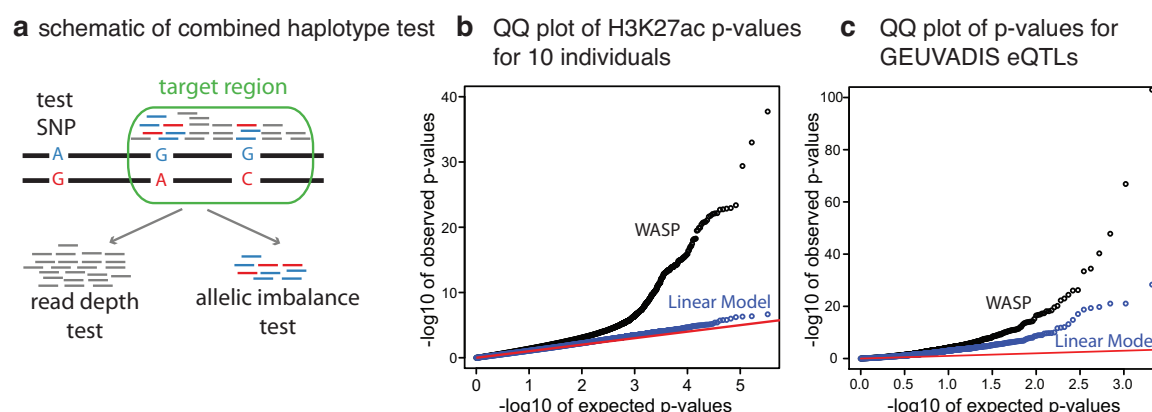 a schematic of combined haplotype test
test
SNP
target region
A
G
G
G
A
C
read depth
test
allelic imbalance
test
b QQ plot of H3K27ac p-values
for 10 individuals
-log10 of observed p-values
40
30
20
10
0
WASP
Linear Model
0 1 2 3 4 5
-log10 of expected p-values
c QQ plot of p-values for
GEUVADIS eQTLs
-log10 of observed p-values
100
80
60
40
20
0
WASP
Linear Model
0.0 0.5 1.0 1.5 2.0 2.5 3.0
-log10 of expected p-values